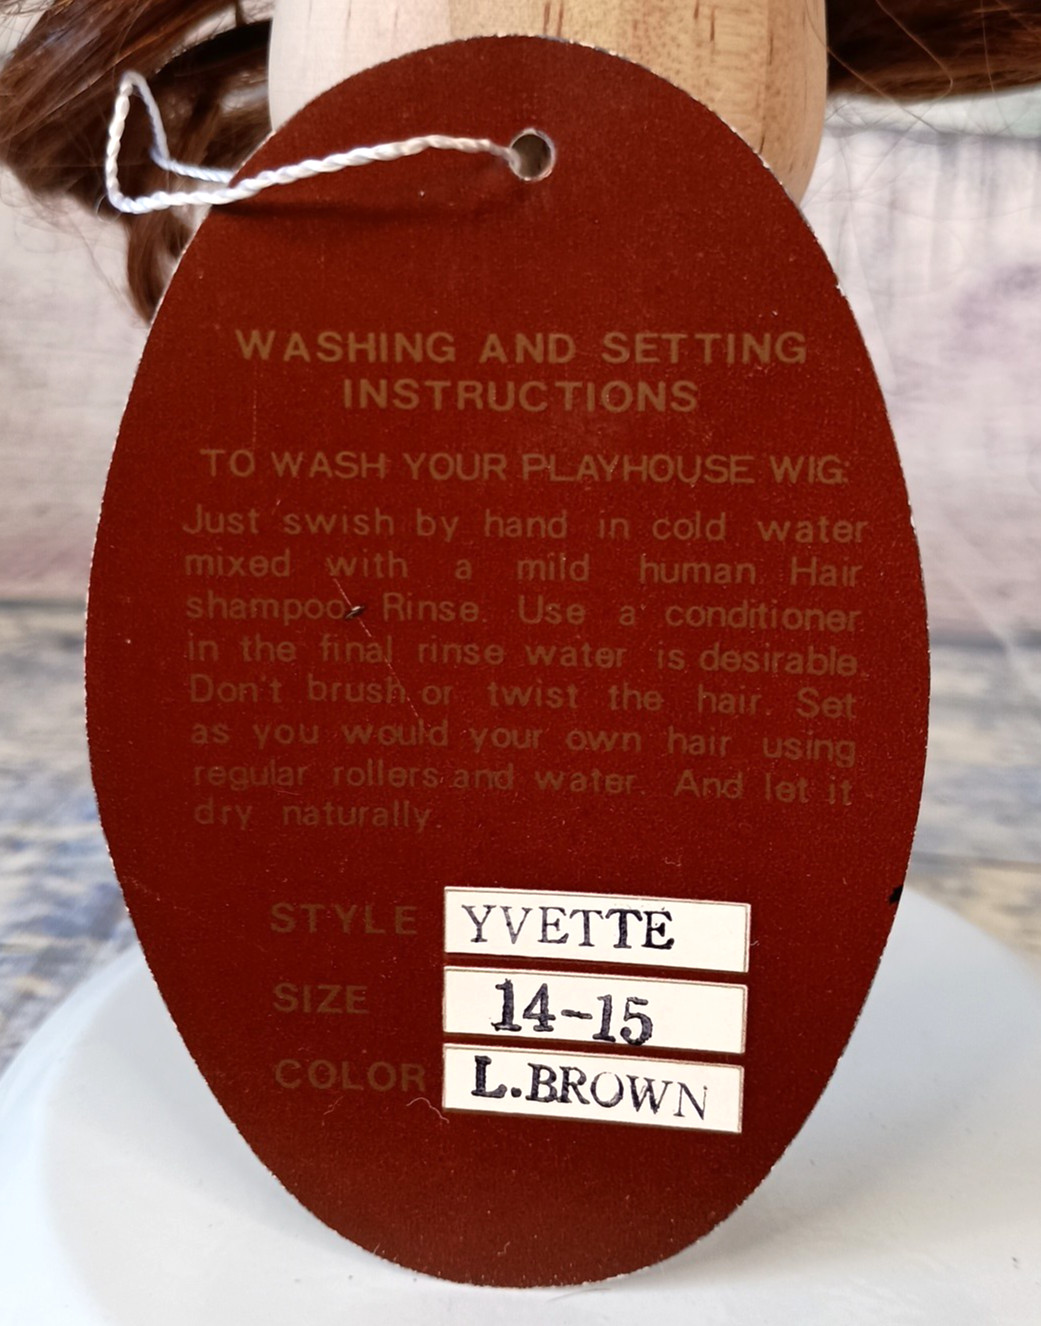 WASHING AND SETTING
INSTRUCTIONS
TO WASH YOUR PLAYHOUSE WIG:
Just swish by hand in cold water
mixed with a mild human Hair
shampoo. Rinse. Use a conditioner
in the final rinse water is desirable.
Don't brush or twist the hair. Set
as you would your own hair using
regular rollers and water. And let it
dry naturally.
STYLE YVETTE
SIZE 14-15
COLOR L.BROWN